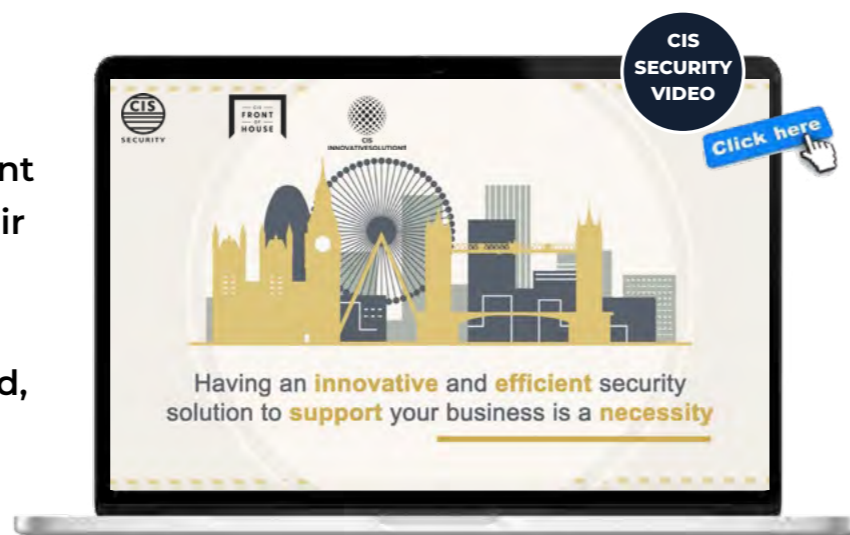 CIS
SECURITY
VIDEO
Click here
CIS
SECURITY
CIS
FRONT
OF
HOUSE
CIS
INNOVATIVESOLUTIONS
nt
ir
d,
Having an innovative and efficient security
solution to support your business is a necessity